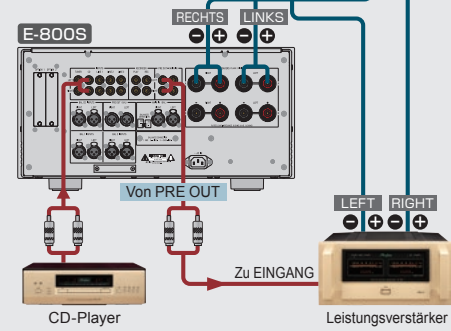 RECHTS LINKS
E-800S
Von PRE OUT
LEFT RIGHT
Zu EINGANG
CD-Player
Leistungsverstärker